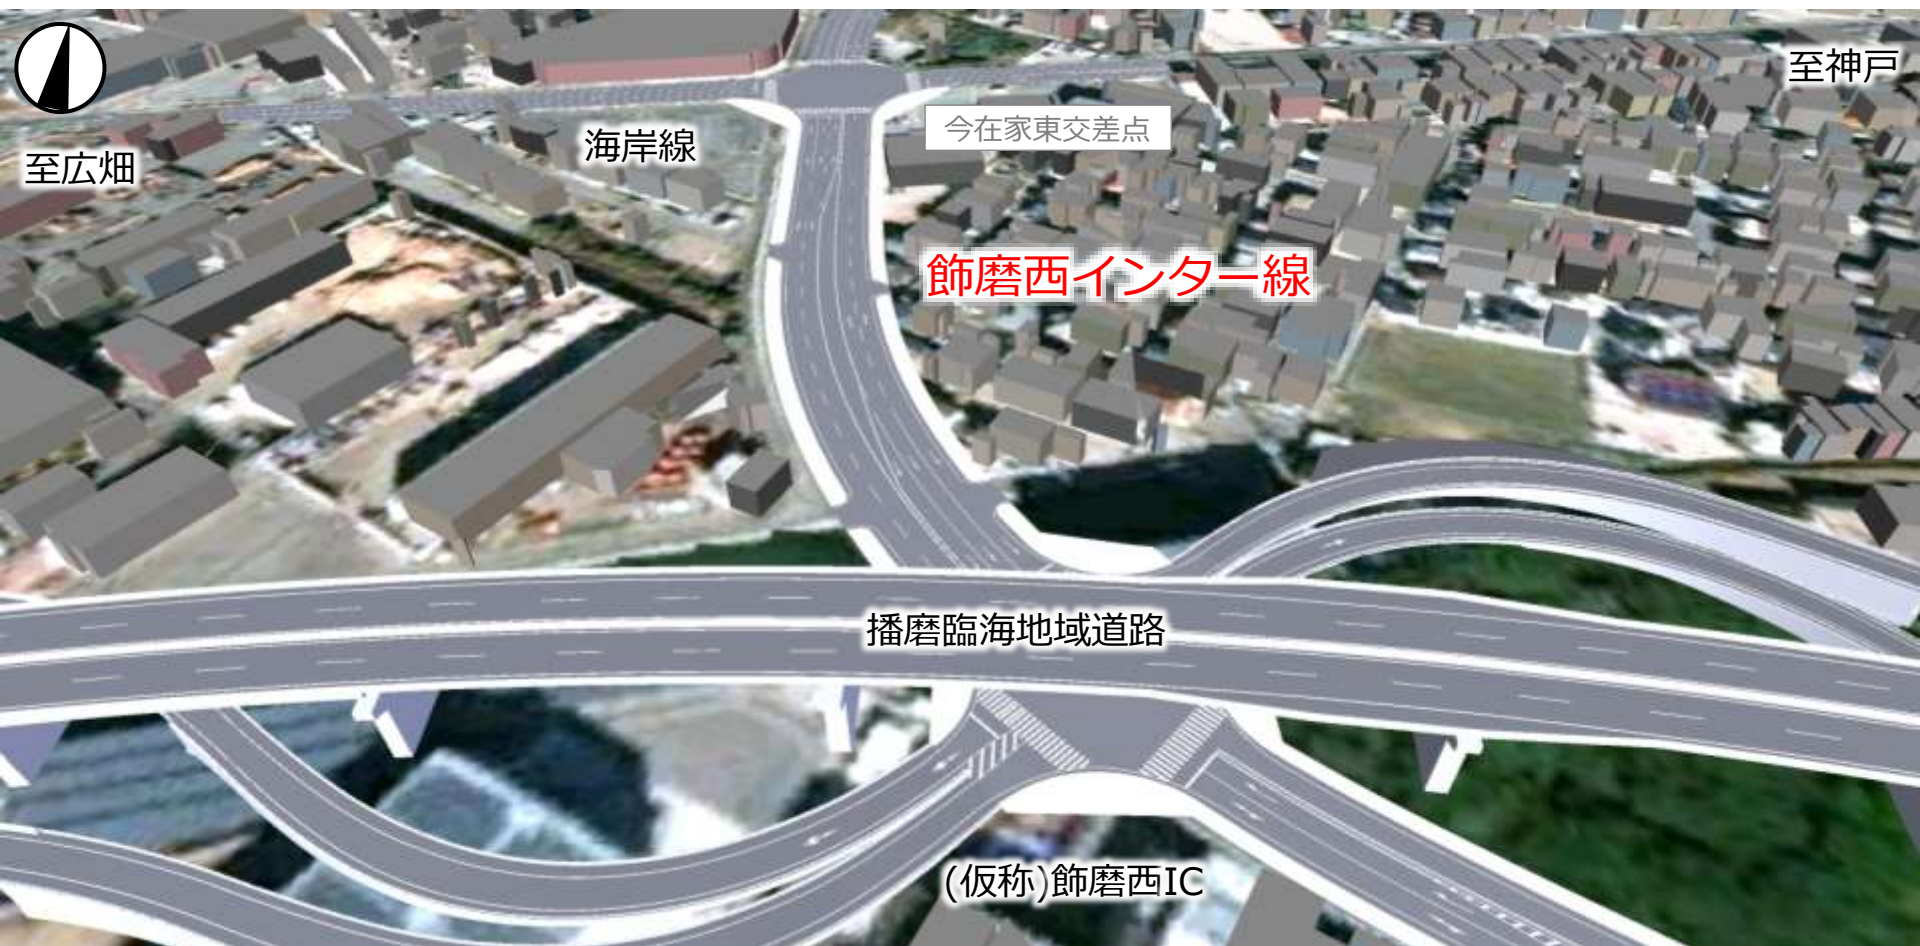 至神戸
今在家東交差点
海岸線
至広畑
飾磨西インター線
播磨臨海地域道路
(仮称)飾磨西IC